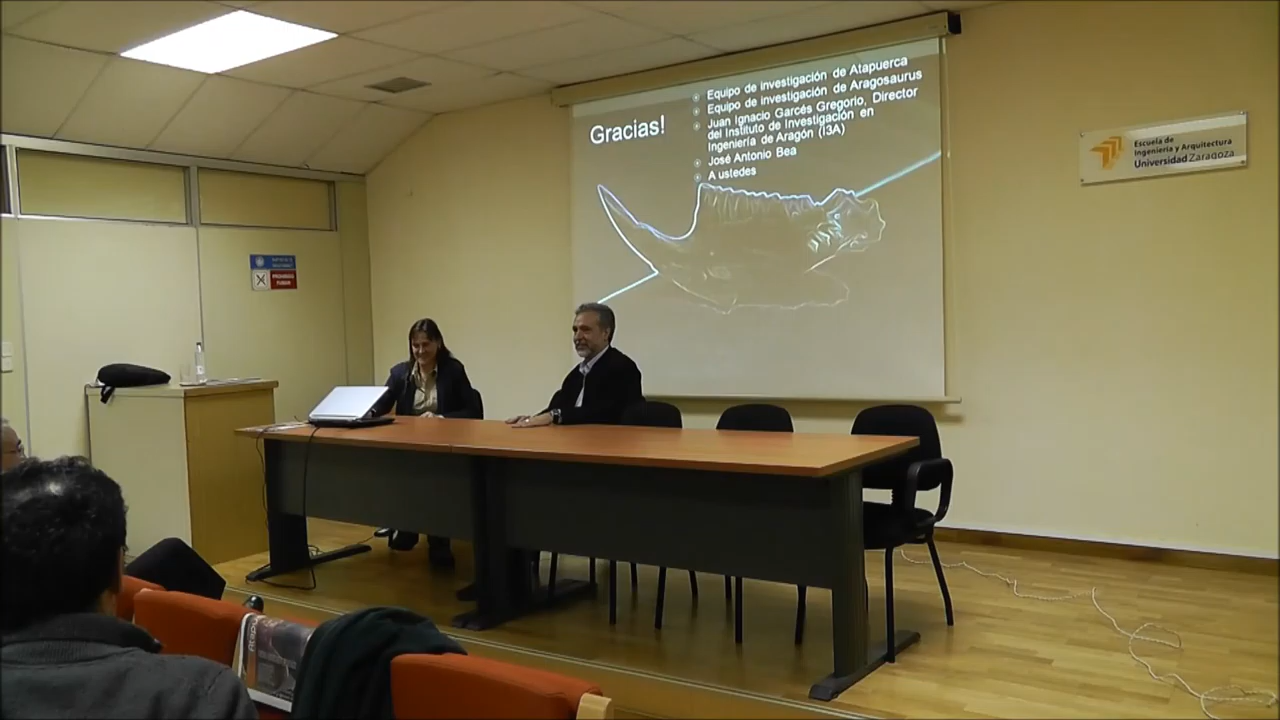 Gracias!
Equipo de investigación de Atapuerca
Equipo de investigación de Aragosaurus
Juan Ignacio Garcés Gregorio, Director
del Instituto de Investigación en
Ingeniería de Aragón (I3A)
José Antonio Bea
A ustedes
Escuela de
Ingeniería y Arquitectura
Universidad Zaragoza
PROHIBIDO
FUMAR